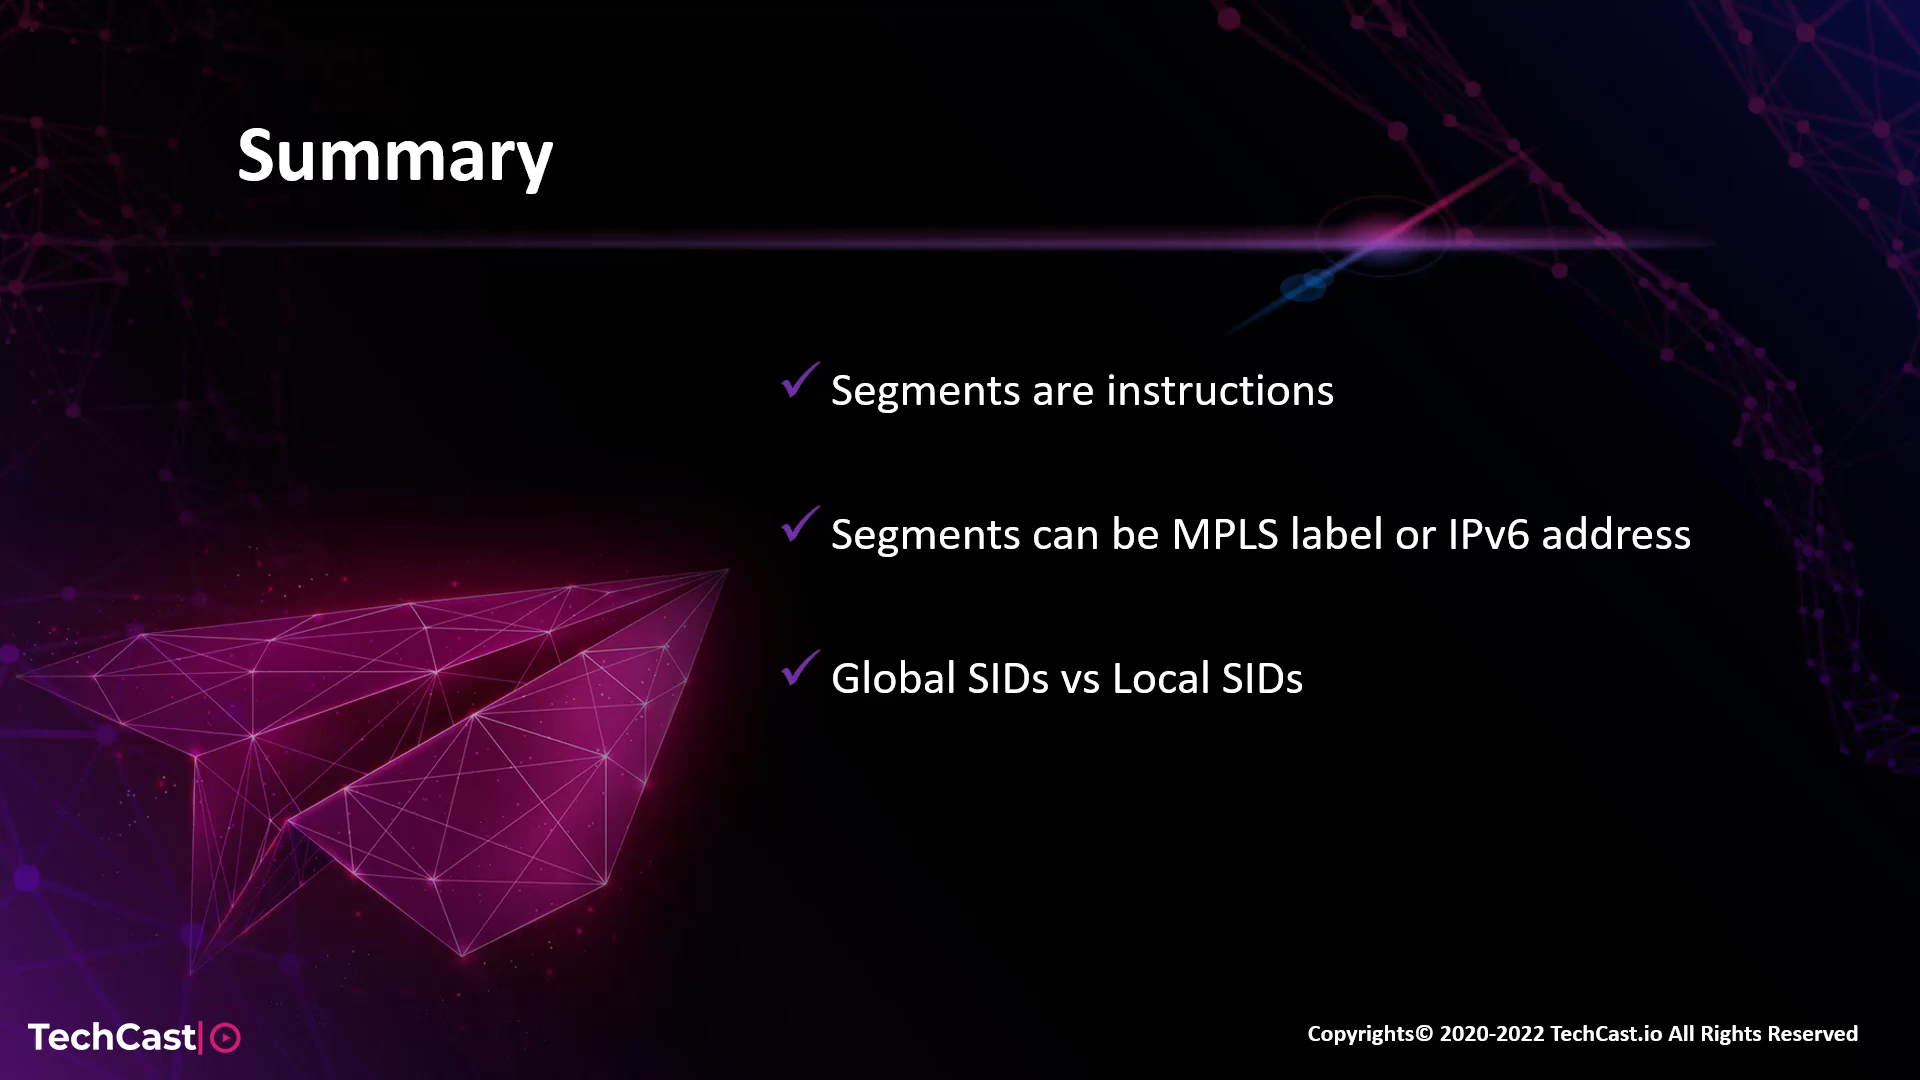 Summary
Segments are instructions
Segments can be MPLS label or IPv6 address
Global SIDs vs Local SIDs
TechCast
Copyrights© 2020-2022 TechCast.io All Rights Reserved